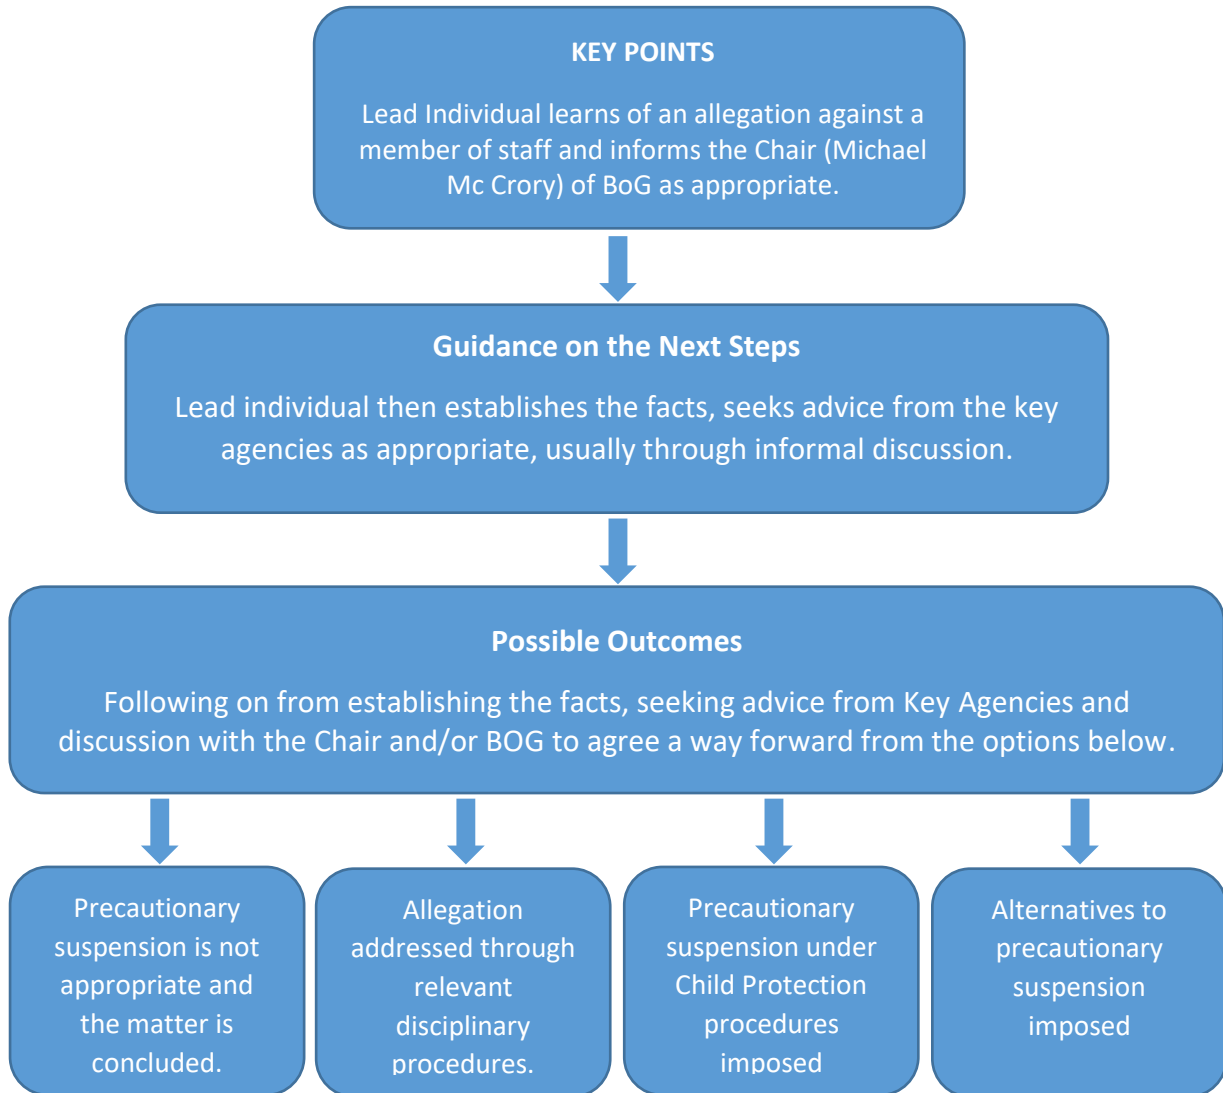 KEY POINTS
Lead Individual learns of an allegation against a
member of staff and informs the Chair (Michael
Mc Crory) of BoG as appropriate.
Guidance on the Next Steps
Lead individual then establishes the facts, seeks advice from the key
agencies as appropriate, usually through informal discussion.
Possible Outcomes
Following on from establishing the facts, seeking advice from Key Agencies and
discussion with the Chair and/or BOG to agree a way forward from the options below.
Precautionary
suspension is not
appropriate and
the matter is
concluded.
Allegation
addressed through
relevant
disciplinary
procedures.
Precautionary
suspension under
Child Protection
procedures
imposed
Alternatives to
precautionary
suspension
imposed